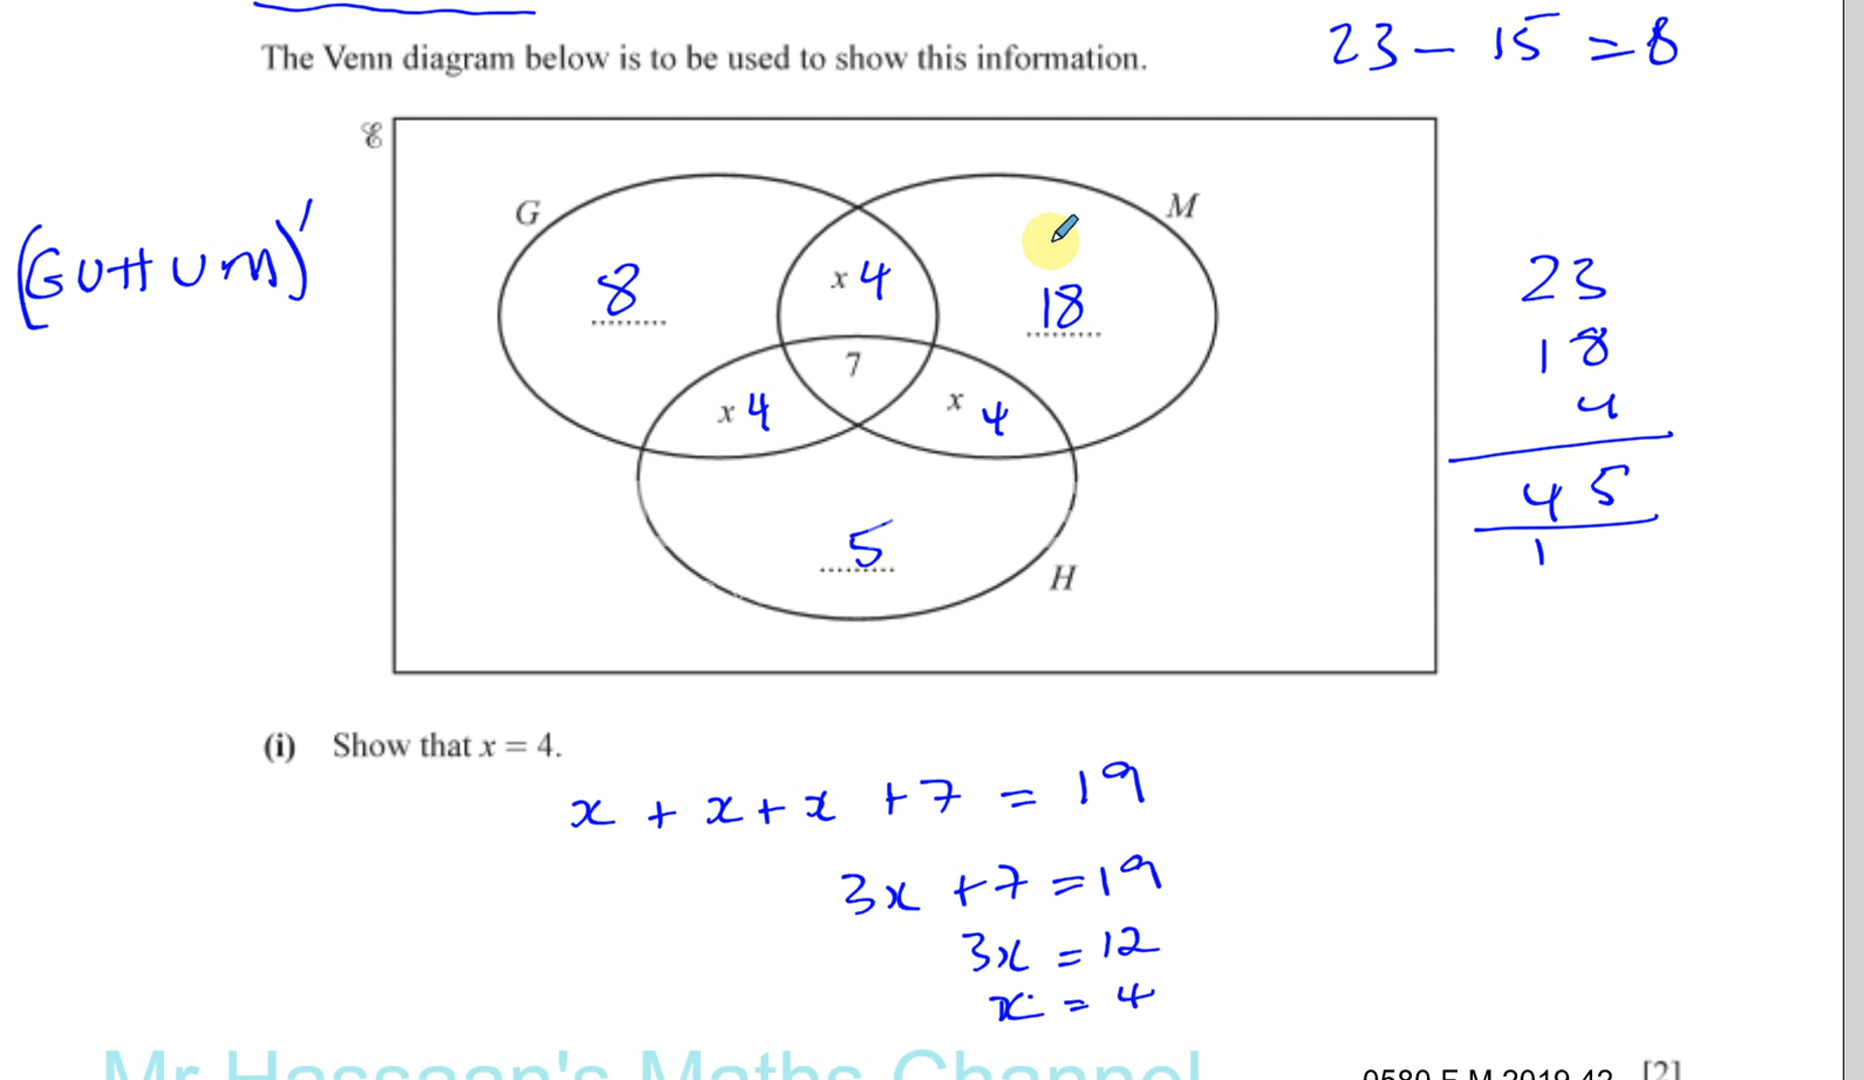 23 - 15 = 8
The Venn diagram below is to be used to show this information.
ℰ
G
M
(G∪H∪M)'
8
x 4
18
23
18
4
45
1
7
x 4
x 4
5
H
(i) Show that x = 4.
x + x + x + 7 = 19
3x + 7 = 19
3x = 12
x = 4
Mr Hassaan's Maths Channel
[2]